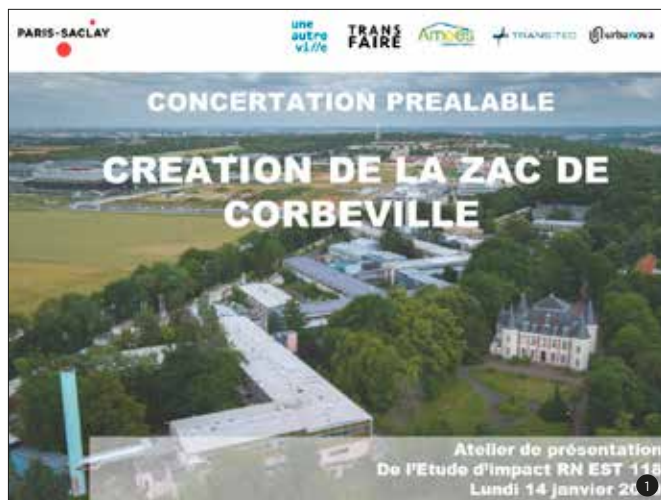 PARIS-SACLAY
une
autre
vi//e
TRANS
FAIRE
TRANSITEC
urbanova
CONCERTATION PREALABLE
CREATION DE LA ZAC DE
CORBEVILLE
Atelier de présentation
De l'Etude d'impact RN EST 118
Lundi 14 janvier
1